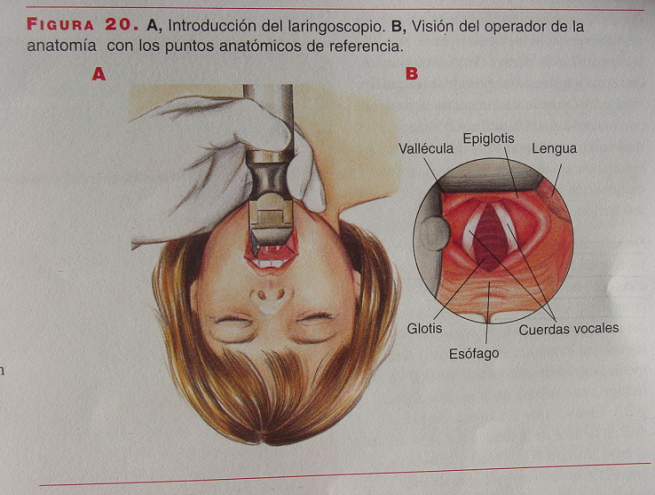 FIGURA 20. A, Introducción del laringoscopio. B, Visión del operador de la
anatomía con los puntos anatómicos de referencia.
A
B
Vallécula
Epiglotis
Lengua
Glotis
Cuerdas vocales
Esófago